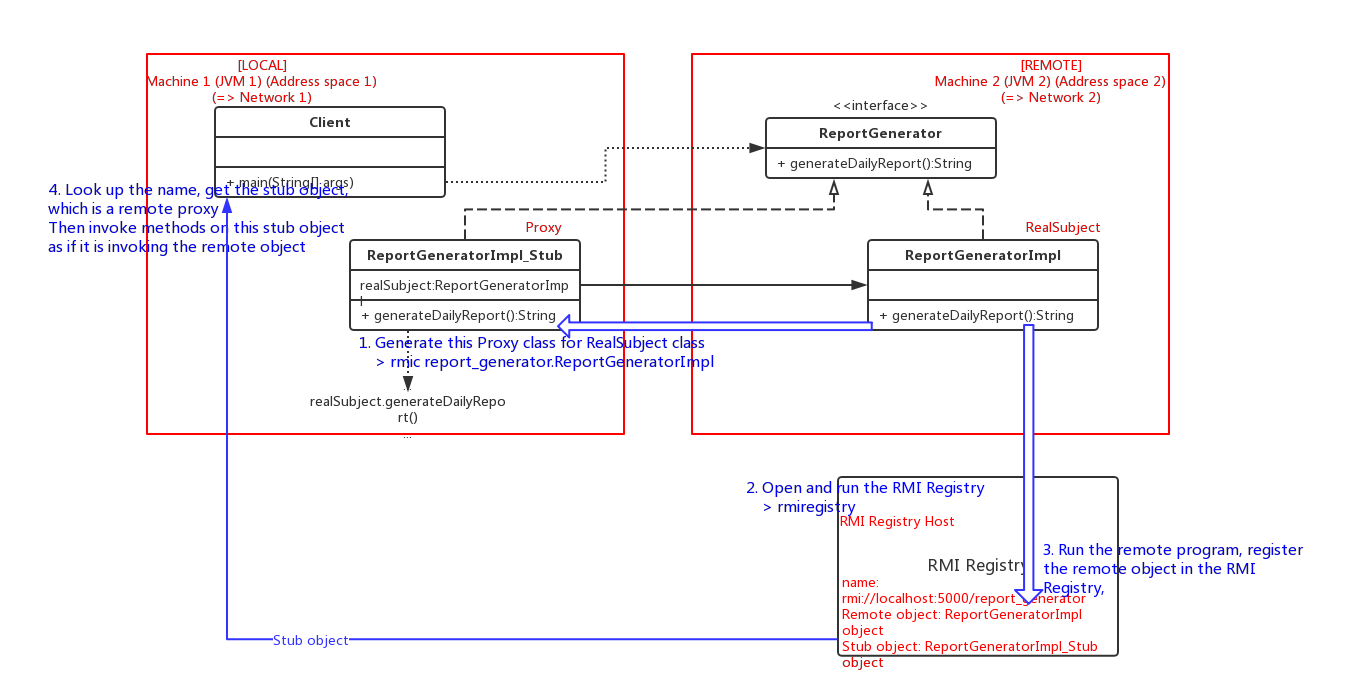 [LOCAL]
Machine 1 (JVM 1) (Address space 1)
(=> Network 1)
Client
+ main(String[] args)
4. Look up the name, get the stub object,
which is a remote proxy
Then invoke methods on this stub object
as if it is invoking the remote object
[REMOTE]
Machine 2 (JVM 2) (Address space 2)
(=> Network 2)
<<interface>>
ReportGenerator
+ generateDailyReport():String
Proxy
ReportGeneratorImpl_Stub
realSubject:ReportGeneratorImp
l
+ generateDailyReport():String
RealSubject
ReportGeneratorImpl
+ generateDailyReport():String
1. Generate this Proxy class for RealSubject class
> rmic report_generator.ReportGeneratorImpl
...
realSubject.generateDailyRepo
rt()
...
2. Open and run the RMI Registry
> rmiregistry
RMI Registry Host
RMI Registry
3. Run the remote program, register
the remote object in the RMI
Registry,
name:
rmi://localhost:5000/report_generator
Remote object: ReportGeneratorImpl
object
Stub object: ReportGeneratorImpl_Stub
object
Stub object